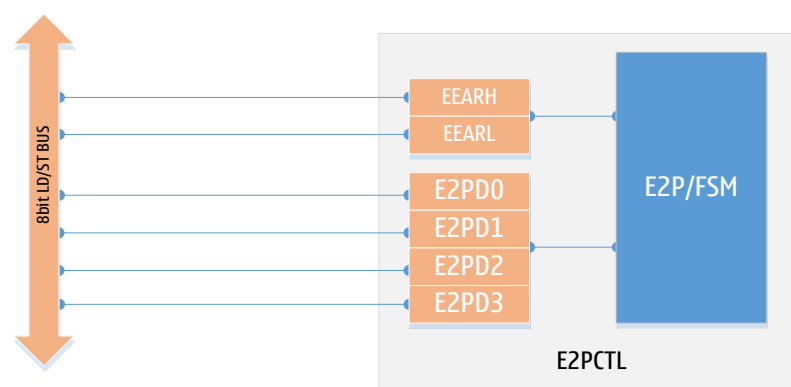 8bit LD/ST BUS
EEARH
EEARL
E2PD0
E2PD1
E2PD2
E2PD3
E2P/FSM
E2PCTL